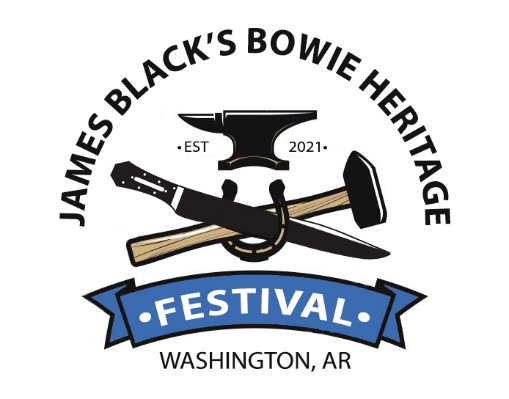 JAMES BLACK'S BOWIE HERITAGE
•EST 2021•
•FESTIVAL•
WASHINGTON, AR